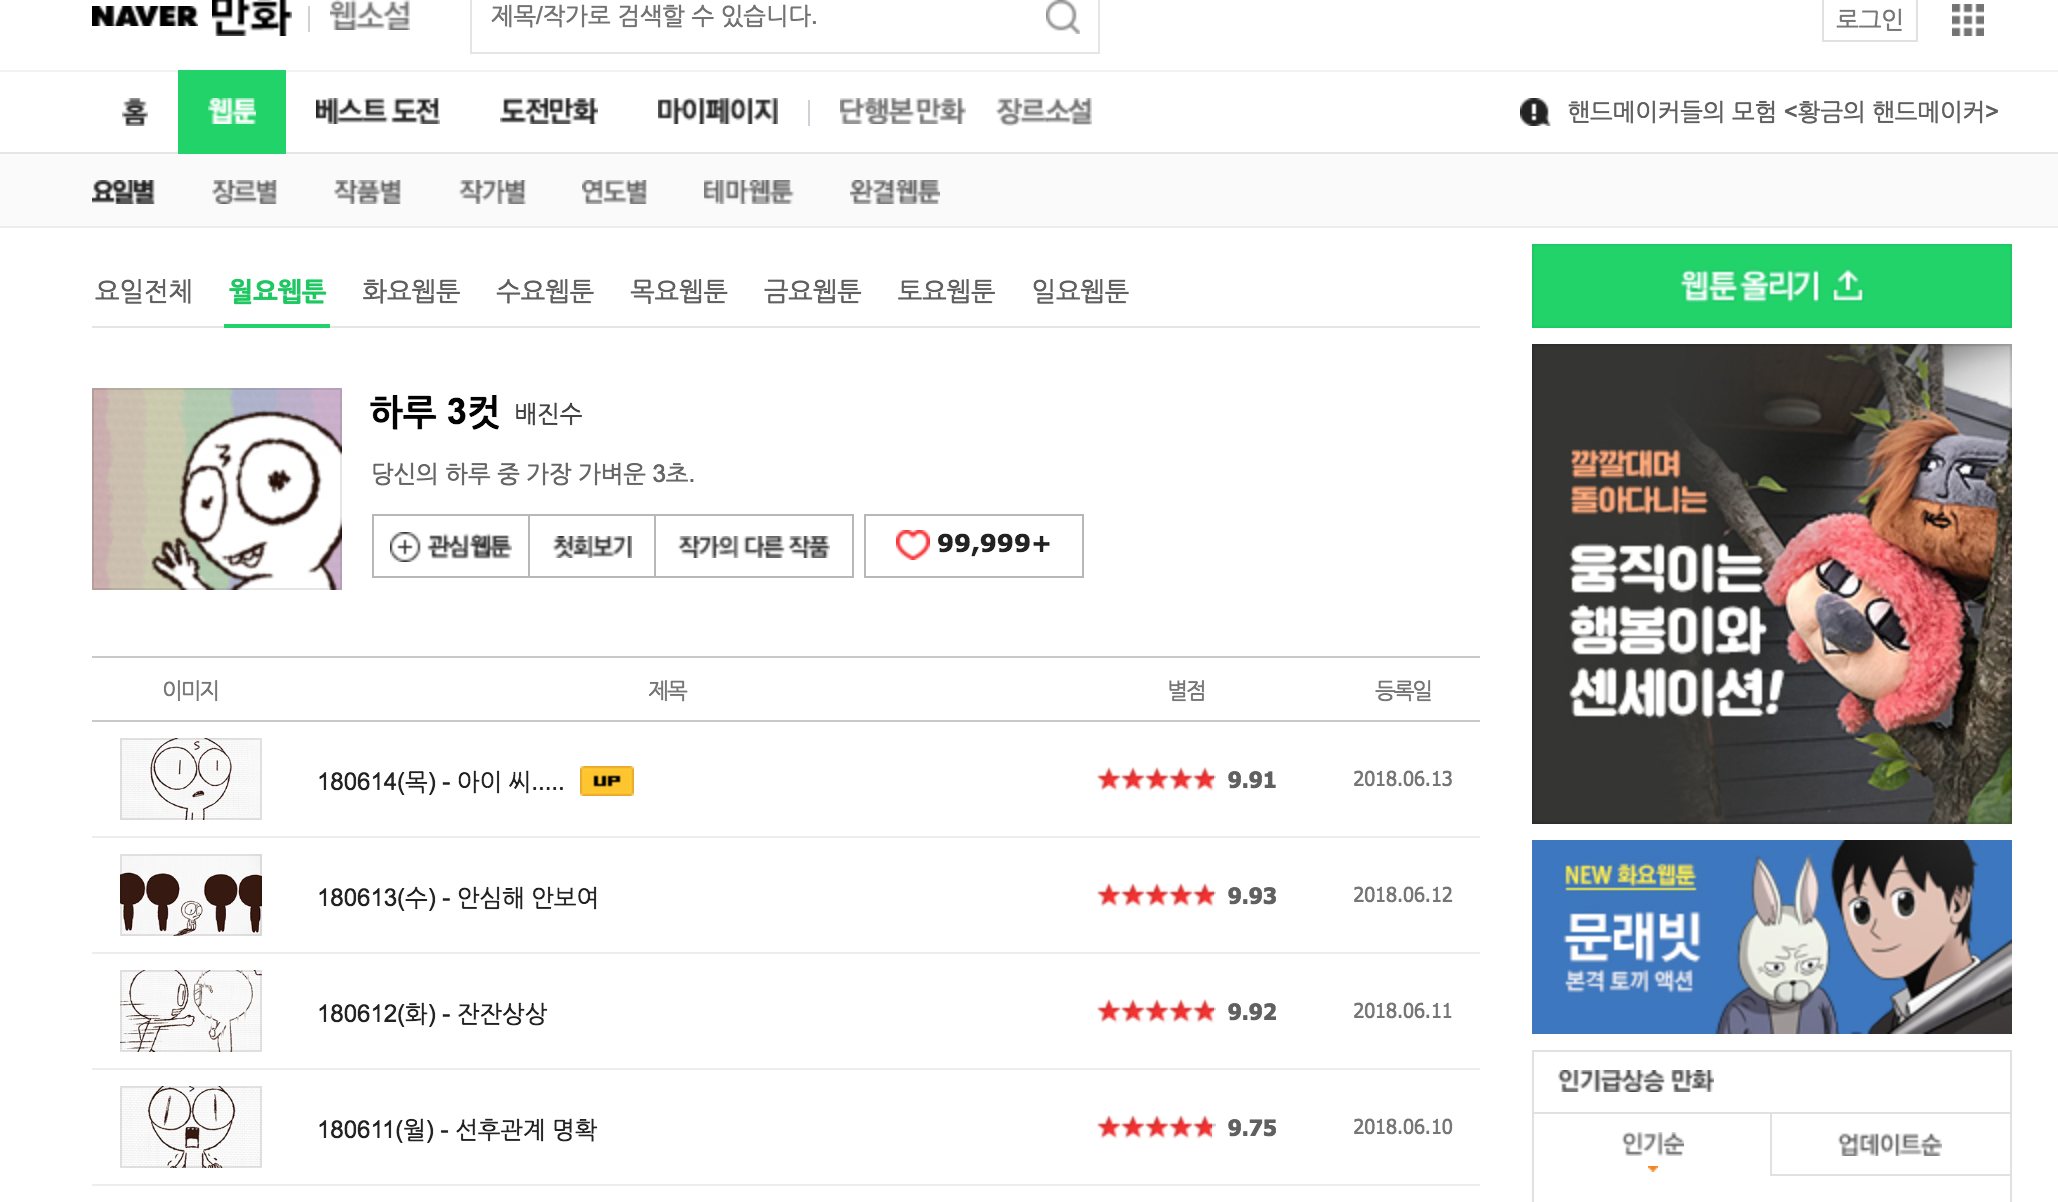 NAVER 만화 | 웹소설
제목/작가로 검색할 수 있습니다.
로그인
홈 웹툰 베스트 도전 도전만화 마이페이지 | 단행본만화 장르소설
핸드메이커들의 모험 <황금의 핸드메이커>
요일별 장르별 작품별 작가별 연도별 테마웹툰 완결웹툰
요일전체 월요웹툰 화요웹툰 수요웹툰 목요웹툰 금요웹툰 토요웹툰 일요웹툰
하루 3컷 배진수
당신의 하루 중 가장 가벼운 3초.
관심웹툰 첫회보기 작가의 다른 작품 99,999+
이미지 제목 별점 등록일
180614(목) - 아이 씨..... UP 9.91 2018.06.13
180613(수) - 안심해 안보여 9.93 2018.06.12
180612(화) - 잔잔상상 9.92 2018.06.11
180611(월) - 선후관계 명확 9.75 2018.06.10
웹툰 올리기
깔깔대며
돌아다니는
움직이는
행봉이와
센세이션!
NEW 화요웹툰
문래빗
본격 토끼 액션
인기급상승 만화
인기순 업데이트순